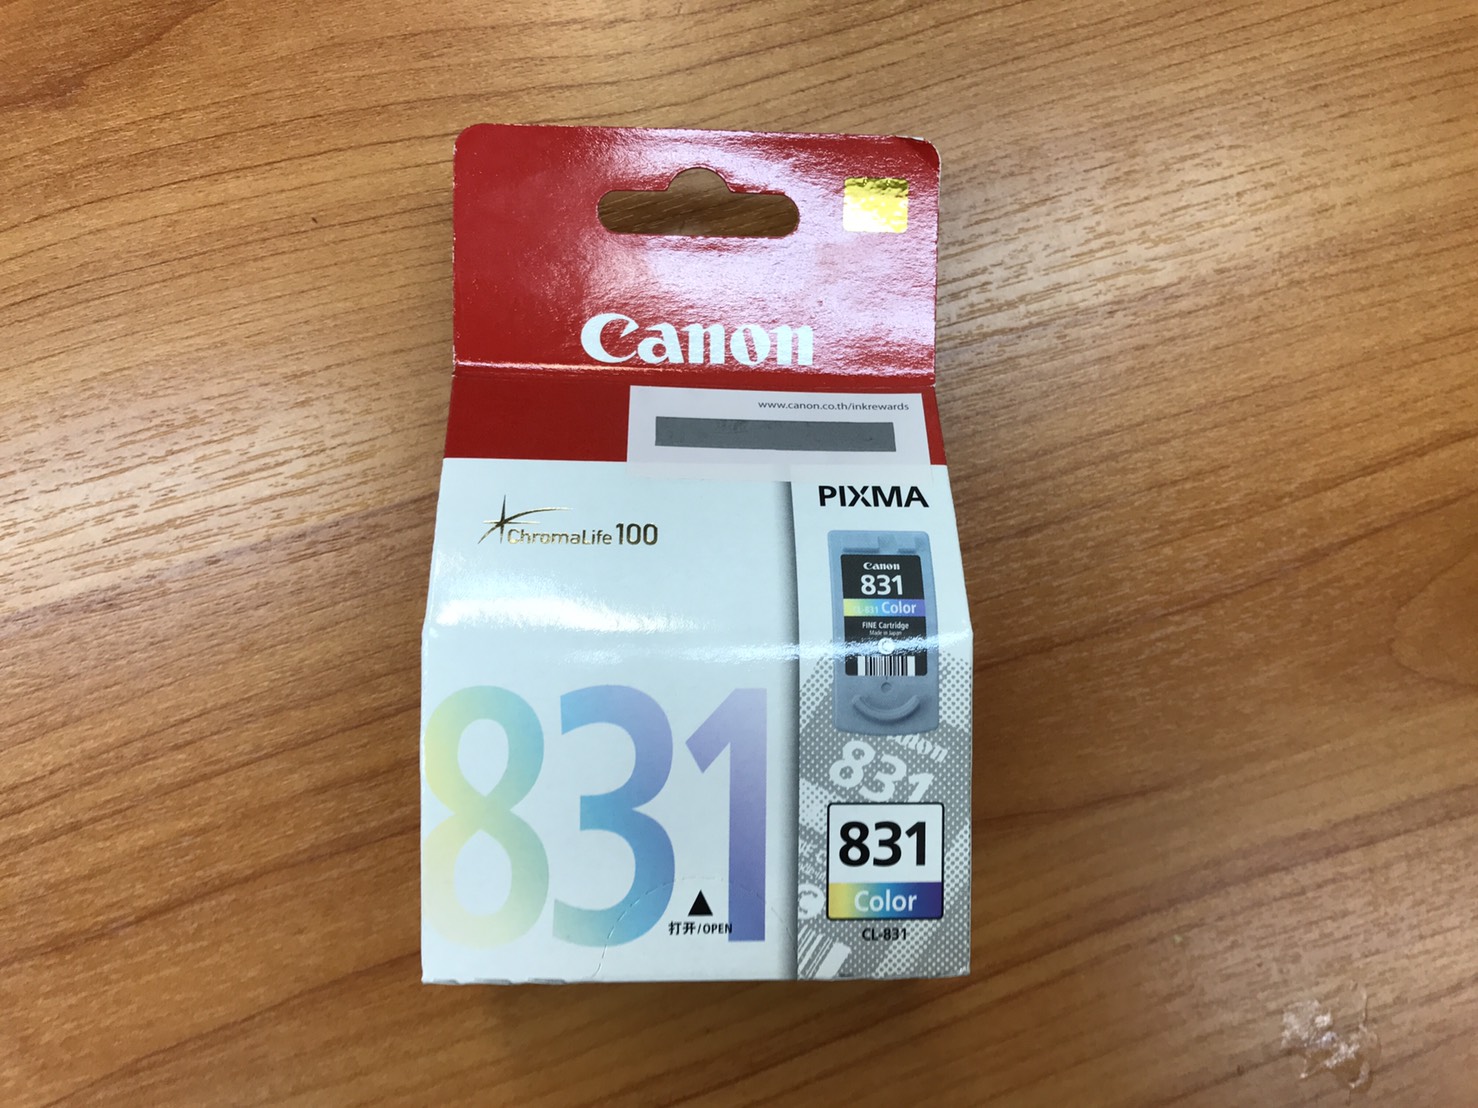 Canon
www.canon.co.th/inkrewards
PIXMA
ChromaLife100
Canon
831
CL-831 Color
FINE Cartridge
Made in Japan
C
831
Canon
831
831
Color
CL-831
打开/OPEN